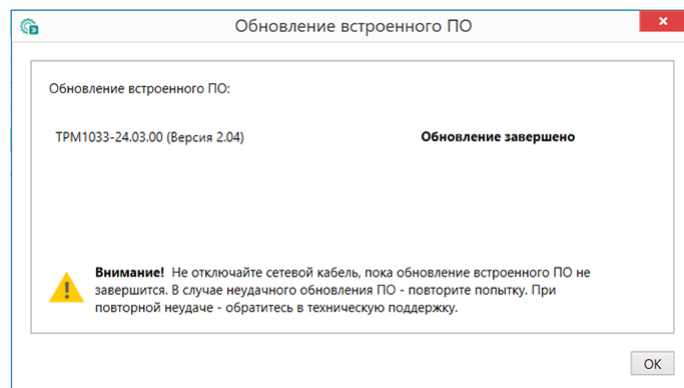 Обновление встроенного ПО
Обновление встроенного ПО:
ТРМ1033-24.03.00 (Версия 2.04) Обновление завершено
Внимание! Не отключайте сетевой кабель, пока обновление встроенного ПО не
завершится. В случае неудачного обновления ПО - повторите попытку. При
повторной неудаче - обратитесь в техническую поддержку.
ОК